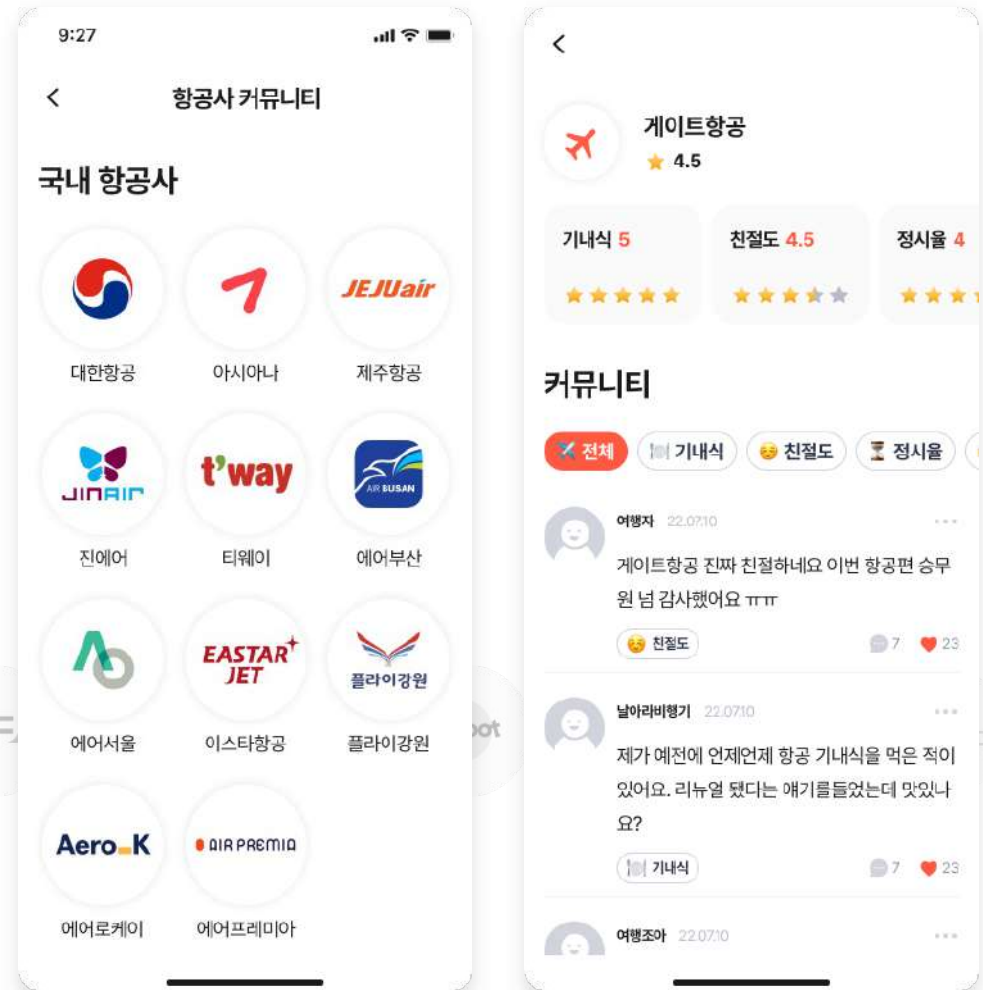 9:27
항공사 커뮤니티
국내 항공사
JEJUair
대한항공
아시아나
제주항공
JINAIR
t'way
AIR BUSAN
진에어
티웨이
에어부산
EASTAR
JET
플라이강원
에어서울
이스타항공
플라이강원
Aero_K
AIR PREMIA
에어로케이
에어프레미아
게이트항공
4.5
기내식 5
친절도 4.5
정시율 4
커뮤니티
전체
기내식
친절도
정시율
여행자 22.07.10
게이트항공 진짜 친절하네요 이번 항공편 승무
원 넘 감사했어요 ㅠㅠ
친절도
7
23
날아라비행기 22.07.10
제가 예전에 언제언제 항공 기내식을 먹은 적이
있어요. 리뉴얼 됐다는 얘기를들었는데 맛있나
요?
기내식
7
23
여행조아 22.07.10